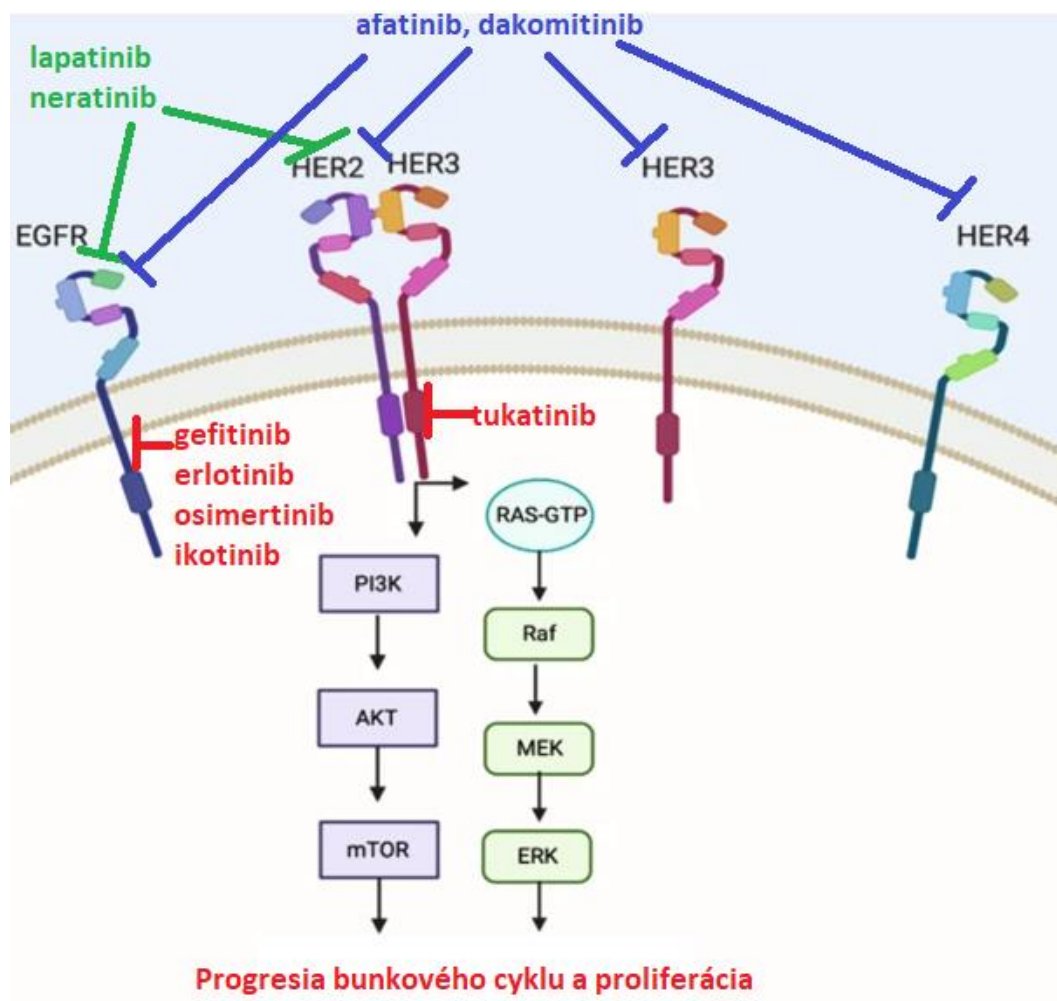 afatinib, dakomitinib
lapatinib
neratinib
HER2
HER3
HER3
EGFR
HER4
tukatinib
gefitinib
erlotinib
osimertinib
ikotinib
RAS-GTP
PI3K
Raf
AKT
MEK
mTOR
ERK
Progresia bunkového cyklu a proliferácia